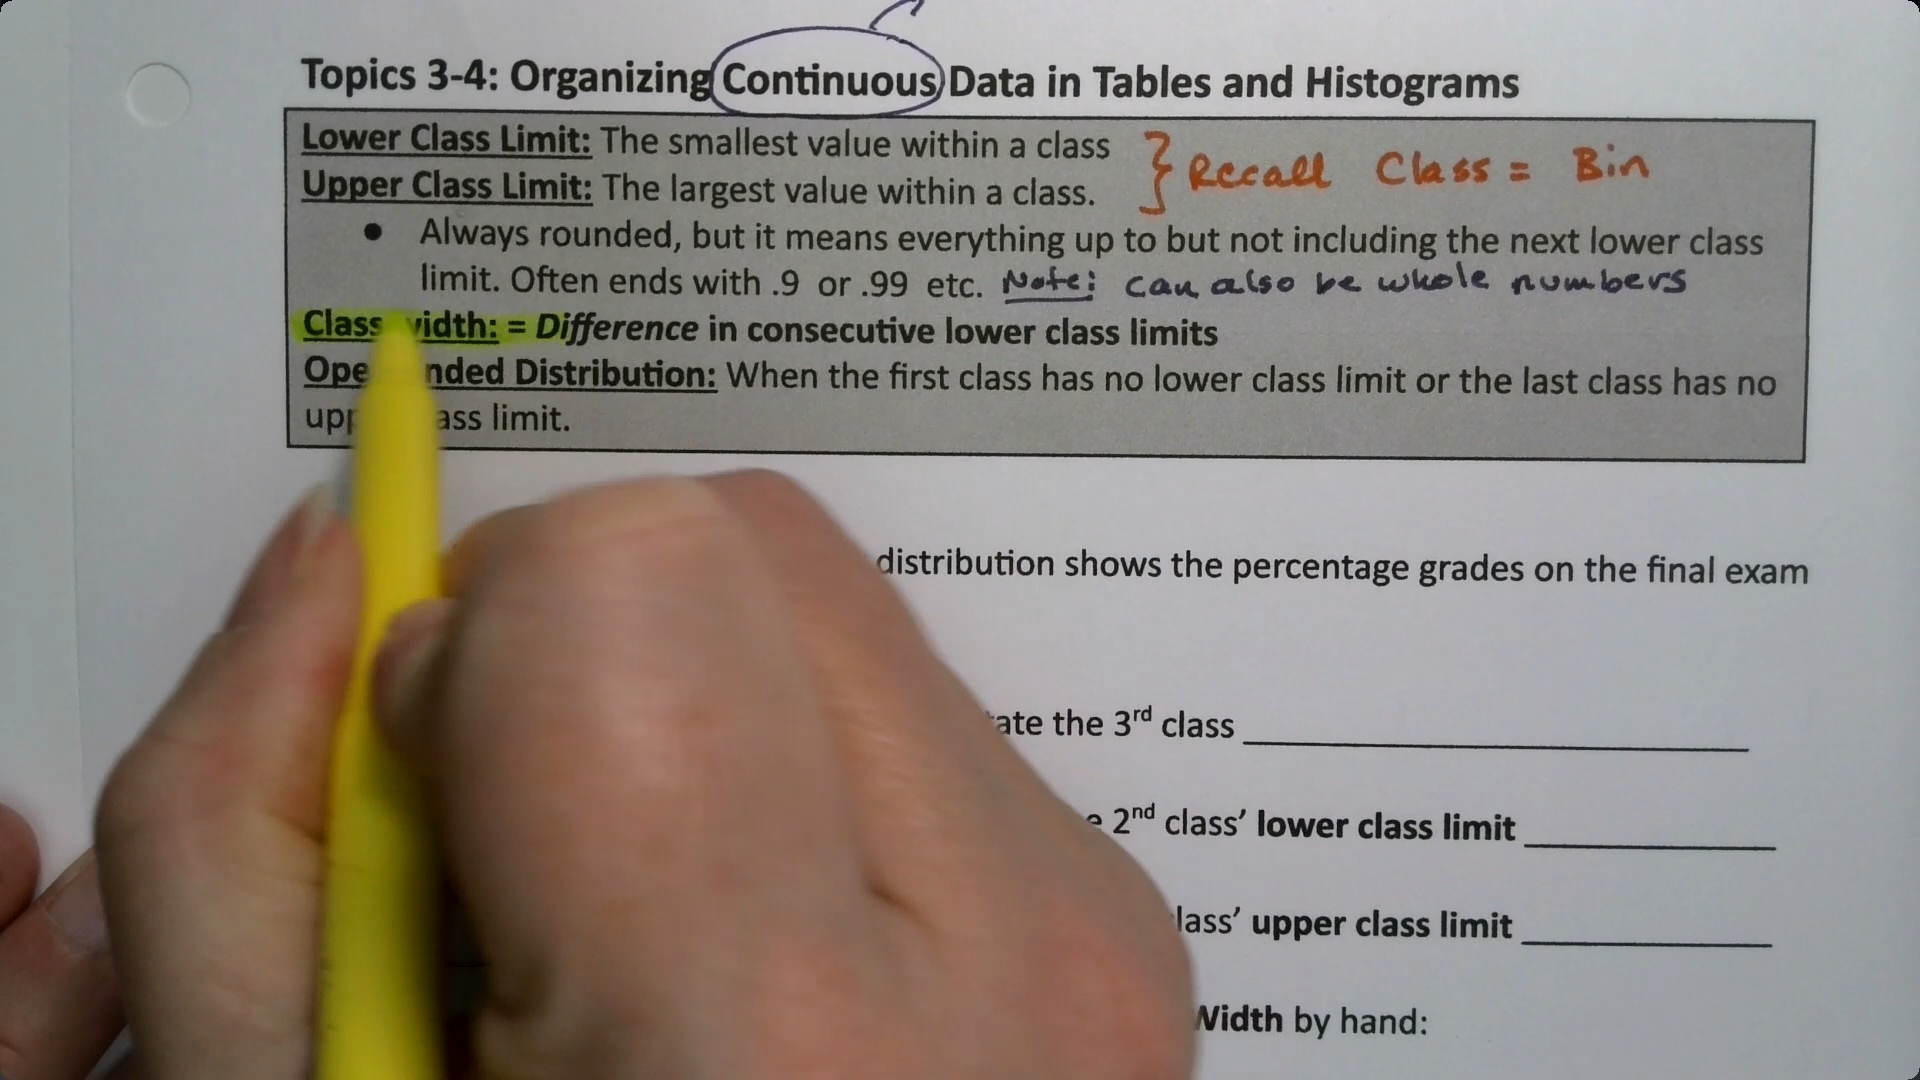 Topics 3-4: Organizing Continuous Data in Tables and Histograms
Lower Class Limit: The smallest value within a class
Upper Class Limit: The largest value within a class.
} Recall Class = Bin
• Always rounded, but it means everything up to but not including the next lower class
limit. Often ends with .9 or .99 etc. Note: can also be whole numbers
Class width: = Difference in consecutive lower class limits
nded Distribution: When the first class has no lower class limit or the last class has no
limit.
distribution shows the percentage grades on the final exam
the 3rd class
2nd class' lower class limit
upper class limit
Width by hand: